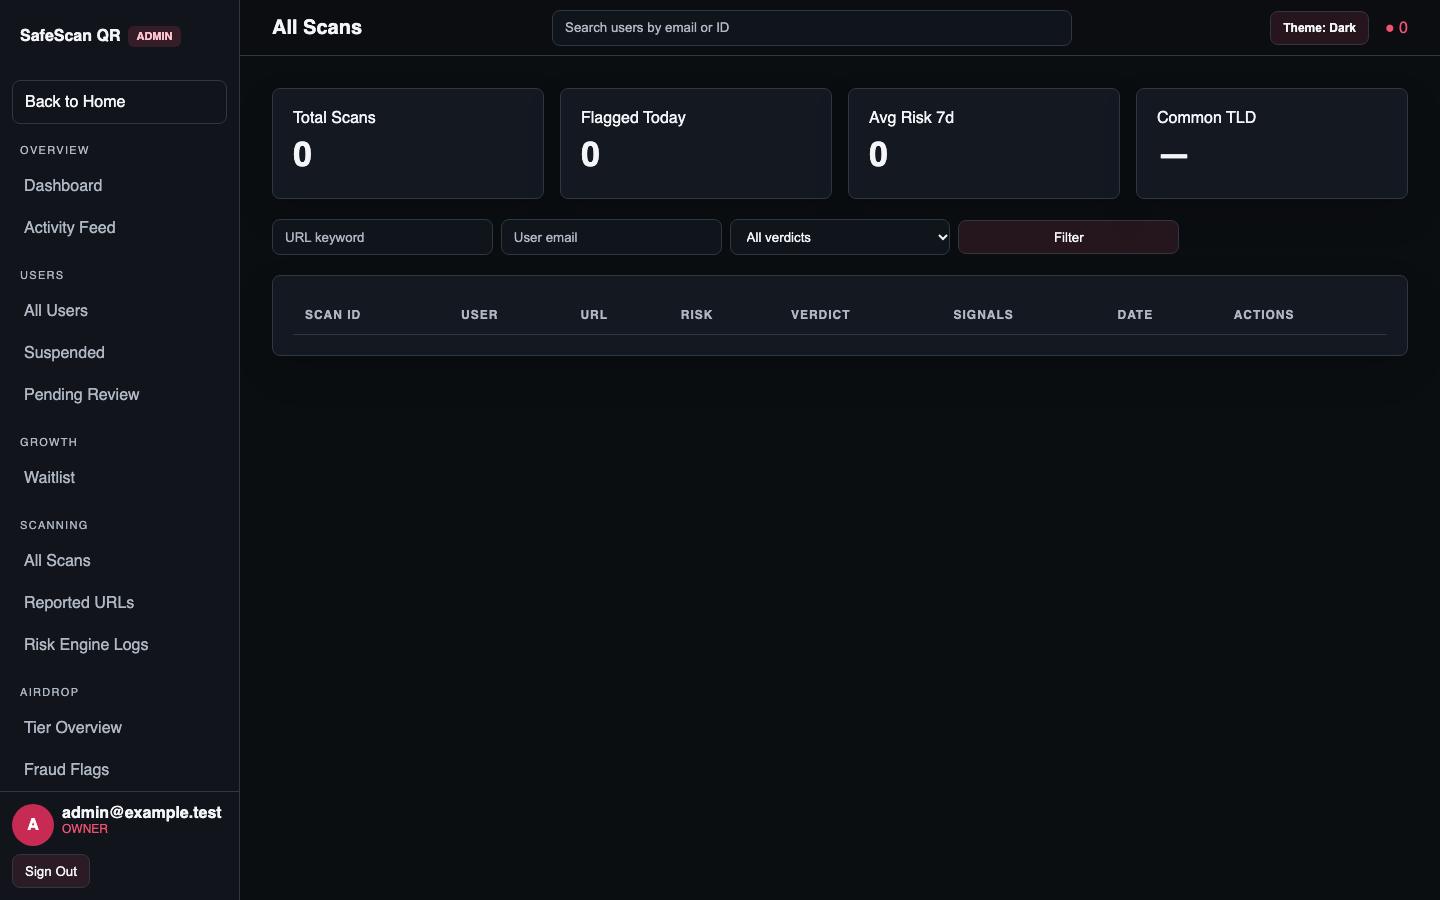 SafeScan QR ADMIN
Back to Home
OVERVIEW
Dashboard
Activity Feed
USERS
All Users
Suspended
Pending Review
GROWTH
Waitlist
SCANNING
All Scans
Reported URLs
Risk Engine Logs
AIRDROP
Tier Overview
Fraud Flags
A admin@example.test
OWNER
Sign Out
All Scans
Search users by email or ID
Theme: Dark
0
Total Scans
0
Flagged Today
0
Avg Risk 7d
0
Common TLD
—
URL keyword
User email
All verdicts
Filter
SCAN ID USER URL RISK VERDICT SIGNALS DATE ACTIONS